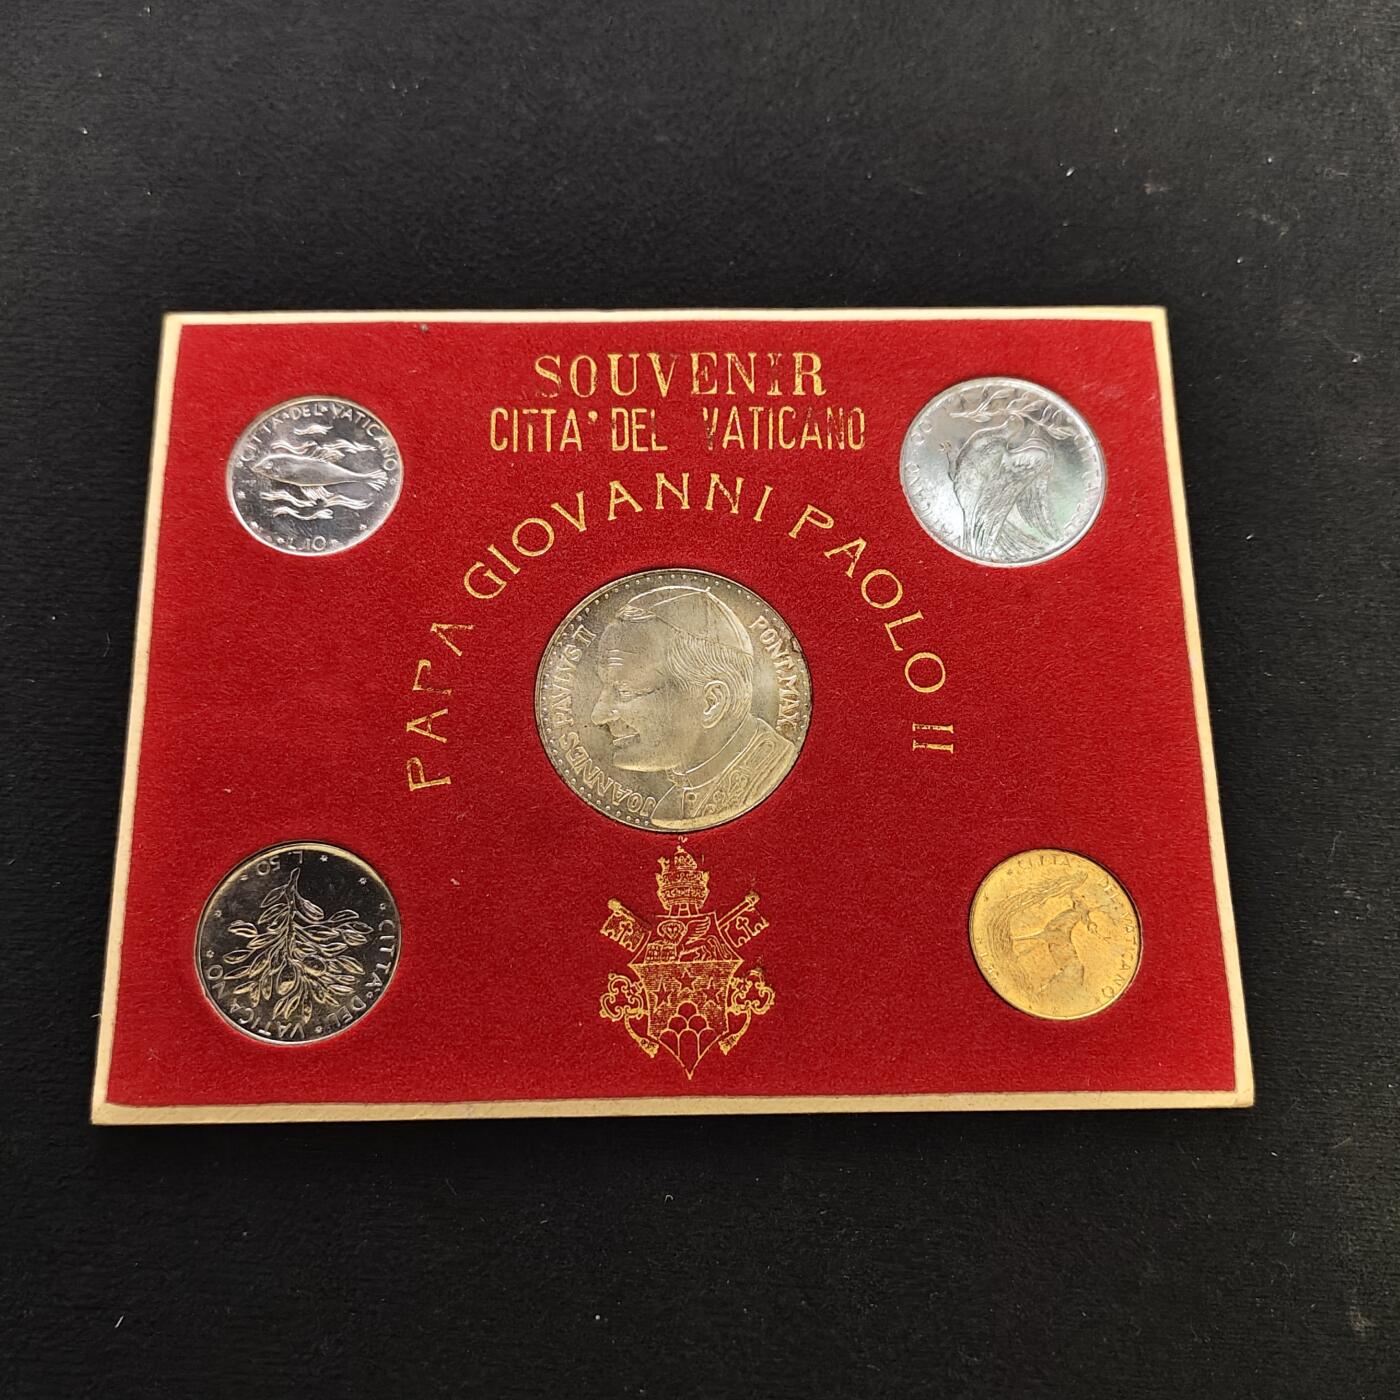 SOUVENIR
CITTA' DEL VATICANO
PAPA GIOVANNI PAOLO II
CITTA* DEL* VATICANO
* L.10 *
JOANNES PAVLVS II PONT. MAX.
L. 50
* CITTA* DEL* VATICANO
* CITTA* DEL* VATICANO *